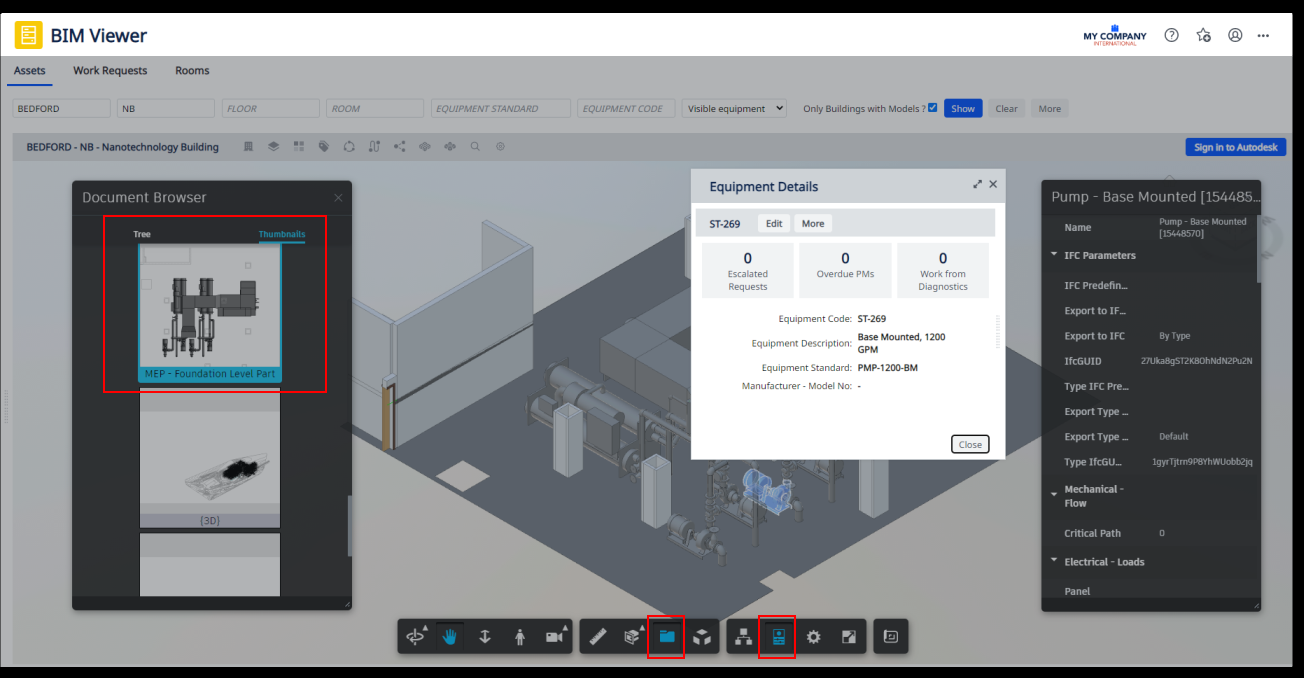 BIM Viewer
MY COMPANY
INTERNATIONAL
Assets Work Requests Rooms
BEDFORD NB FLOOR ROOM EQUIPMENT STANDARD EQUIPMENT CODE Visible equipment Only Buildings with Models ? Show Clear More
BEDFORD - NB - Nanotechnology Building
Sign in to Autodesk
Document Browser
Tree Thumbnails
MEP - Foundation Level Part
{3D}
Equipment Details
ST-269 Edit More
0 0 0
Escalated Overdue PMs Work from
Requests Diagnostics
Equipment Code: ST-269
Equipment Description: Base Mounted, 1200
GPM
Equipment Standard: PMP-1200-BM
Manufacturer - Model No: -
Close
Pump - Base Mounted [154485...
Name Pump - Base Mounted
[15448570]
IFC Parameters
IFC Predefin...
Export to IF...
Export to IFC By Type
IfcGUID 27Uka8gST2K8OhNdN2Pu2N
Type IFC Pre...
Export Type ...
Export Type ... Default
Type IfcGU... 1gyrTjtrn9P8YhWUobb2jq
Mechanical -
Flow
Critical Path 0
Electrical - Loads
Panel